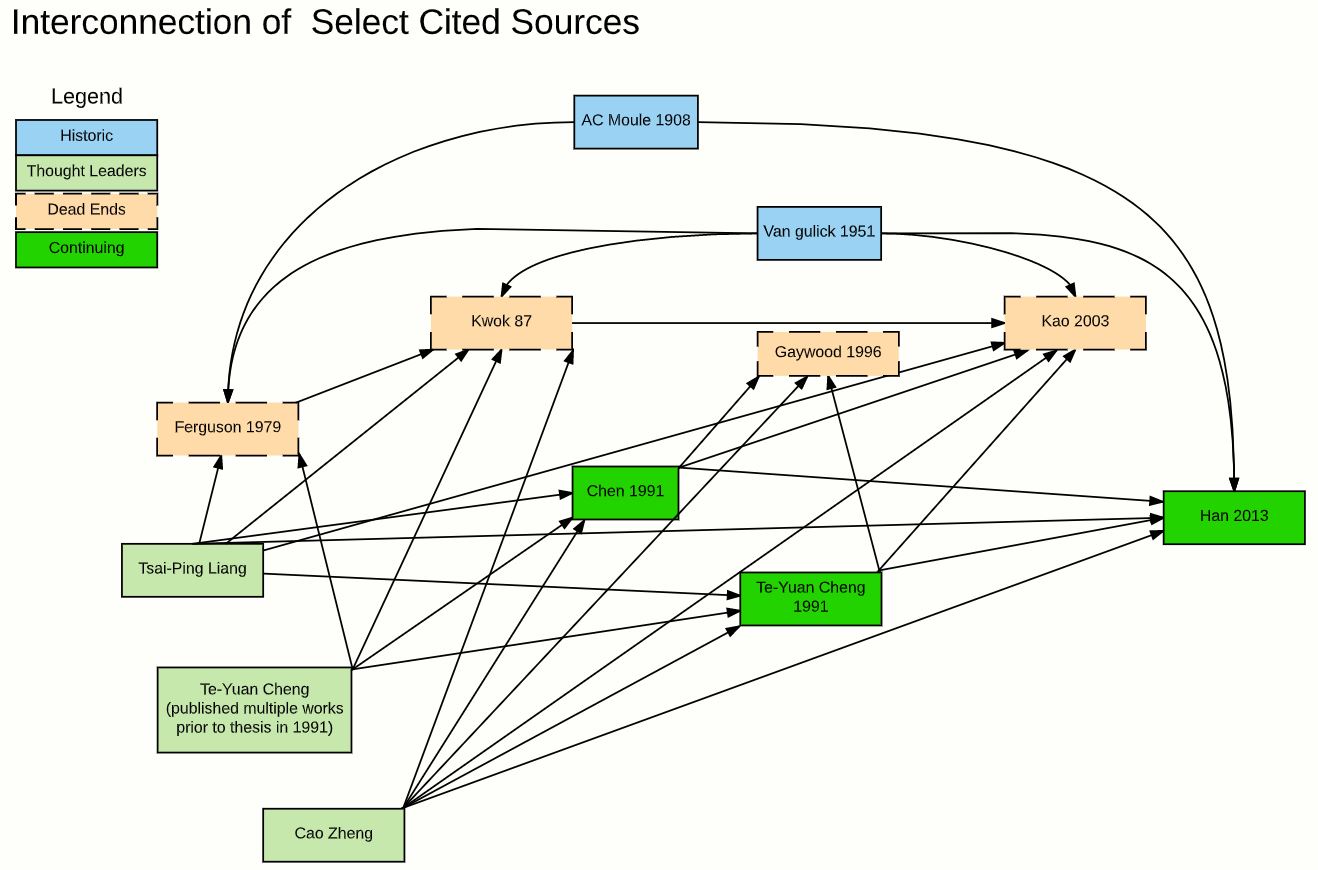 Interconnection of  Select Cited Sources
Legend
Historic
Thought Leaders
Dead Ends
Continuing
AC Moule 1908
Van gulick 1951
Kwok 87
Kao 2003
Gaywood 1996
Ferguson 1979
Chen 1991
Han 2013
Tsai-Ping Liang
Te-Yuan Cheng
1991
Te-Yuan Cheng
(published multiple works
prior to thesis in 1991)
Cao Zheng